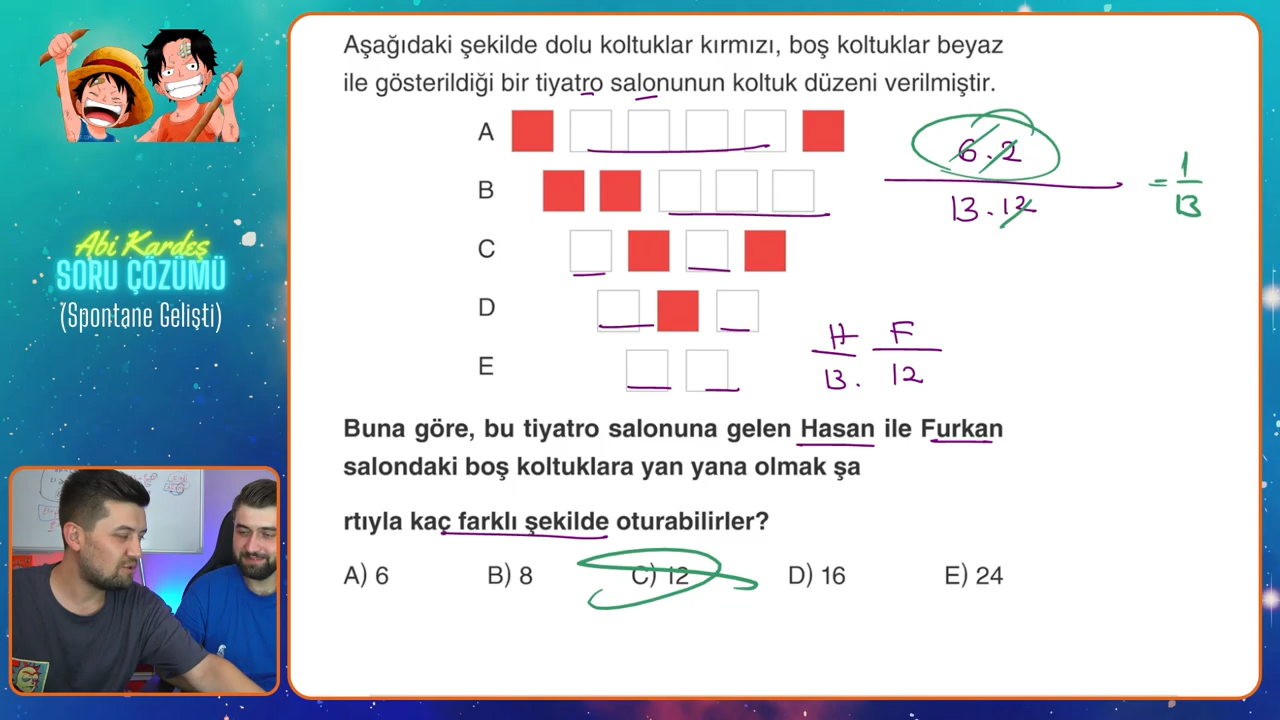 Aşağıdaki şekilde dolu koltuklar kırmızı, boş koltuklar beyaz
ile gösterildiği bir tiyatro salonunun koltuk düzeni verilmiştir.
A
B
C
D
E
6.2
13.12
= 1
13
H F
13. 12
Abi Kardeş
SORU ÇÖZÜMÜ
(Spontane Gelişti)
Buna göre, bu tiyatro salonuna gelen Hasan ile Furkan
salondaki boş koltuklara yan yana olmak şa
rtıyla kaç farklı şekilde oturabilirler?
A) 6 B) 8 C) 12 D) 16 E) 24